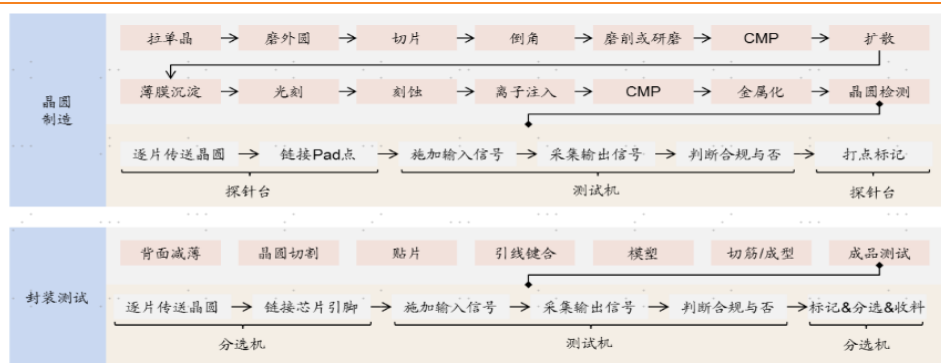 拉单晶 磨外圆 切片 倒角 磨削或研磨 CMP 扩散
薄膜沉淀 光刻 刻蚀 离子注入 CMP 金属化 晶圆检测
晶圆
制造
逐片传送晶圆 链接Pad点 施加输入信号 采集输出信号 判断合规与否 打点标记
探针台 测试机 探针台
背面减薄 晶圆切割 贴片 引线键合 模塑 切筋/成型 成品测试
封装测试
逐片传送晶圆 链接芯片引脚 施加输入信号 采集输出信号 判断合规与否 标记&分选&收料
分选机 测试机 分选机